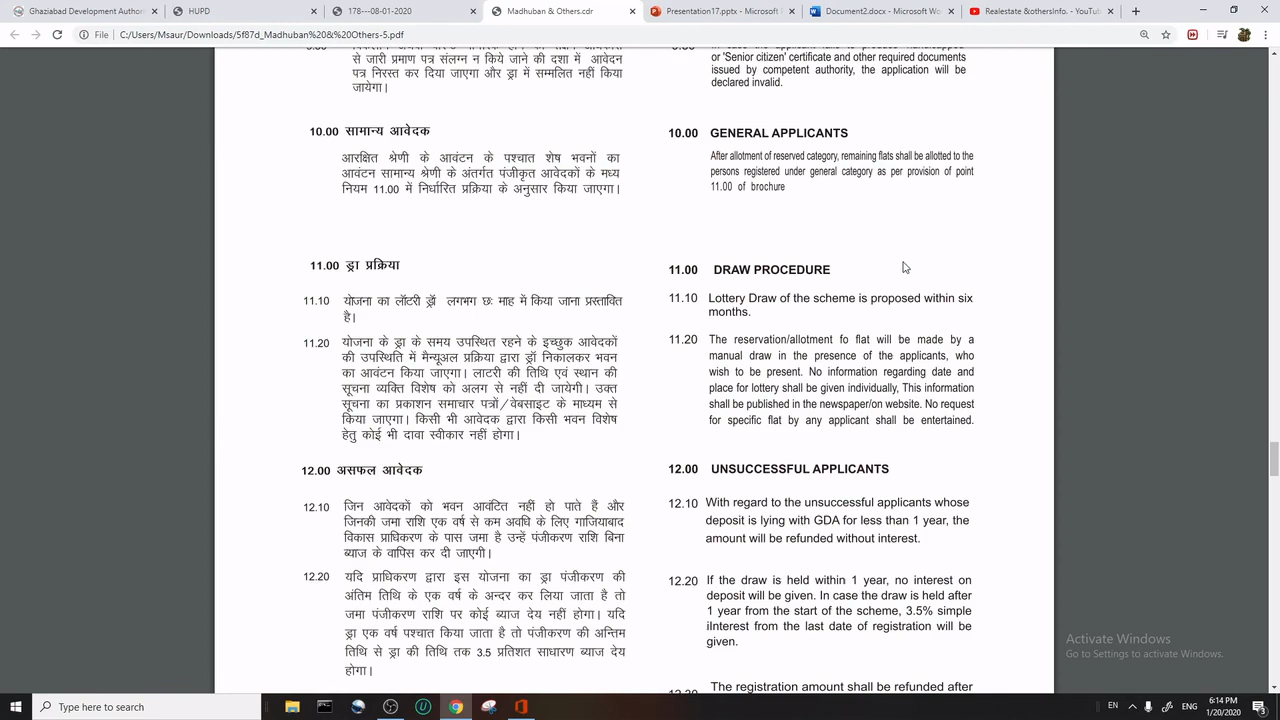 Ghaziabad Development Authori
HUPD
178---08-01-2020
Madhuban & Others.cdr
Presentation17.pptx - Microsoft
Document2.docx - Microsoft Wo
Realestate &othersInfo. - YouTub
File
C:/Users/Msaur/Downloads/5f87d_Madhuban%20&%20Others-5.pdf
से जारी प्रमाण पत्र संलग्न न किये जाने की दशा में आवेदन
पत्र निरस्त कर दिया जाएगा और ड्रा में सम्मलित नहीं किया
जायेगा।
10.00 सामान्य आवेदक
आरक्षित श्रेणी के आवंटन के पश्चात शेष भवनों का
आवंटन सामान्य श्रेणी के अंतर्गत पंजीकृत आवेदकों के मध्य
नियम 11.00 में निर्धारित प्रक्रिया के अनुसार किया जाएगा।
11.00 ड्रा प्रक्रिया
11.10 योजना का लॉटरी ड्रॉ लगभग छः माह में किया जाना प्रस्तावित
है।
11.20 योजना के ड्रा के समय उपस्थित रहने के इच्छुक आवेदकों
की उपस्थिति में मैन्यूअल प्रक्रिया द्वारा ड्रॉ निकालकर भवन
का आवंटन किया जाएगा। लाटरी की तिथि एवं स्थान की
सूचना व्यक्ति विशेष को अलग से नहीं दी जायेगी। उक्त
सूचना का प्रकाशन समाचार पत्रों/वेबसाइट के माध्यम से
किया जाएगा। किसी भी आवेदक द्वारा किसी भवन विशेष
हेतु कोई भी दावा स्वीकार नहीं होगा।
12.00 असफल आवेदक
12.10 जिन आवेदकों को भवन आवंटित नहीं हो पाते हैं और
जिनकी जमा राशि एक वर्ष से कम अवधि के लिए गाजियाबाद
विकास प्राधिकरण के पास जमा है उन्हें पंजीकरण राशि बिना
ब्याज के वापिस कर दी जाएगी।
12.20 यदि प्राधिकरण द्वारा इस योजना का ड्रा पंजीकरण की
अंतिम तिथि के एक वर्ष के अन्दर कर लिया जाता है तो
जमा पंजीकरण राशि पर कोई ब्याज देय नहीं होगा। यदि
ड्रा एक वर्ष पश्चात किया जाता है तो पंजीकरण की अन्तिम
तिथि से ड्रा की तिथि तक 3.5 प्रतिशत साधारण ब्याज देय
होगा।
or 'Senior citizen' certificate and other required documents
issued by competent authority, the application will be
declared invalid.
10.00 GENERAL APPLICANTS
After allotment of reserved category, remaining flats shall be allotted to the
persons registered under general category as per provision of point
11.00 of brochure
11.00 DRAW PROCEDURE
11.10 Lottery Draw of the scheme is proposed within six
months.
11.20 The reservation/allotment fo flat will be made by a
manual draw in the presence of the applicants, who
wish to be present. No information regarding date and
place for lottery shall be given individually, This information
shall be published in the newspaper/on website. No request
for specific flat by any applicant shall be entertained.
12.00 UNSUCCESSFUL APPLICANTS
12.10 With regard to the unsuccessful applicants whose
deposit is lying with GDA for less than 1 year, the
amount will be refunded without interest.
12.20 If the draw is held within 1 year, no interest on
deposit will be given. In case the draw is held after
1 year from the start of the scheme, 3.5% simple
iInterest from the last date of registration will be
given.
The registration amount shall be refunded after
Activate Windows
Go to Settings to activate Windows.
Type here to search
EN
6:14 PM
1/20/2020